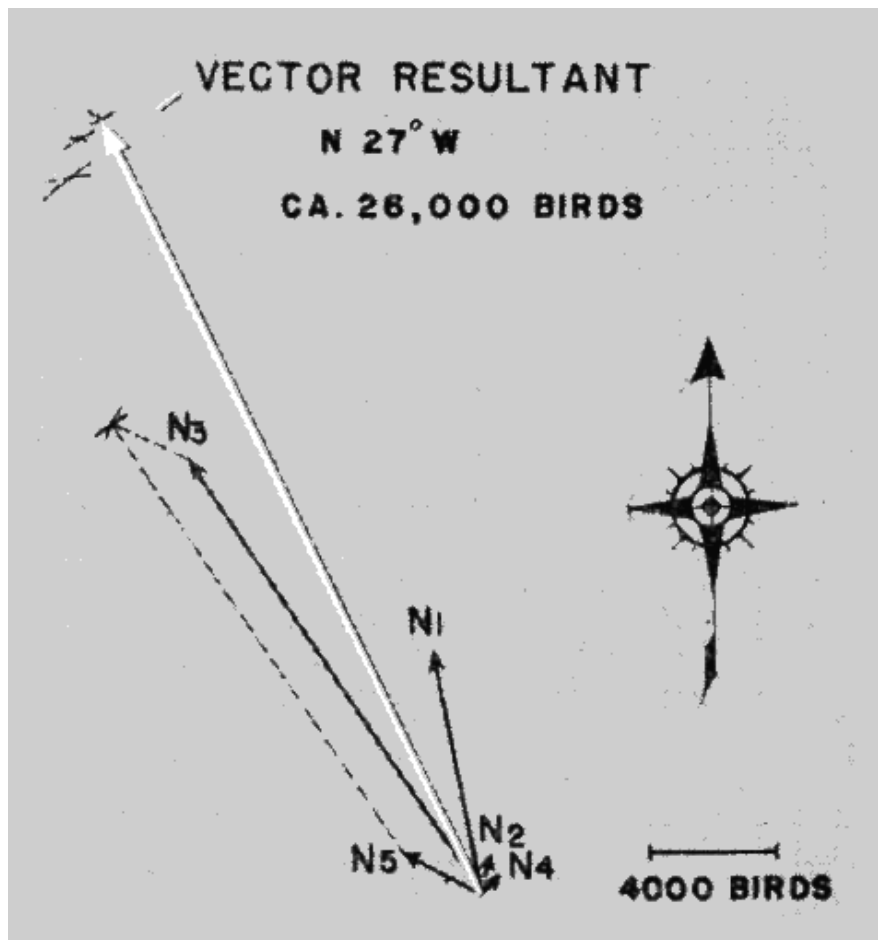 VECTOR RESULTANT
N 27° W
CA. 26,000 BIRDS
N3
N1
N2
N5
N4
4000 BIRDS